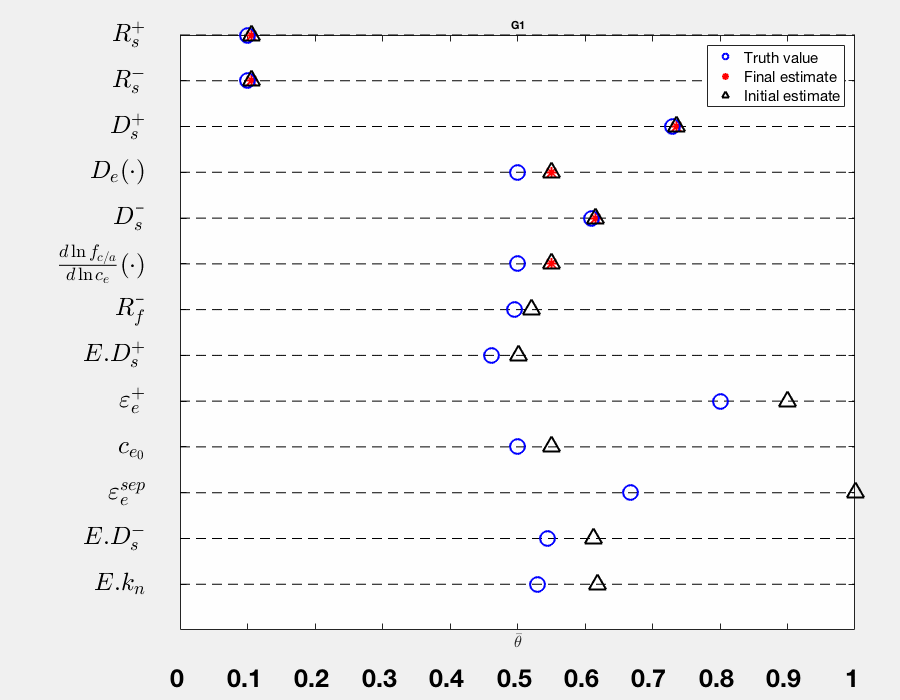 G1
Truth value
Final estimate
Initial estimate
R_s^+
R_s^-
D_s^+
D_e(·)
D_s^-
d ln f_{c/a} / d ln c_e (·)
R_f^-
E.D_s^+
ε_e^+
c_{e_0}
ε_e^{sep}
E.D_s^-
E.k_n
θ̄
0 0.1 0.2 0.3 0.4 0.5 0.6 0.7 0.8 0.9 1